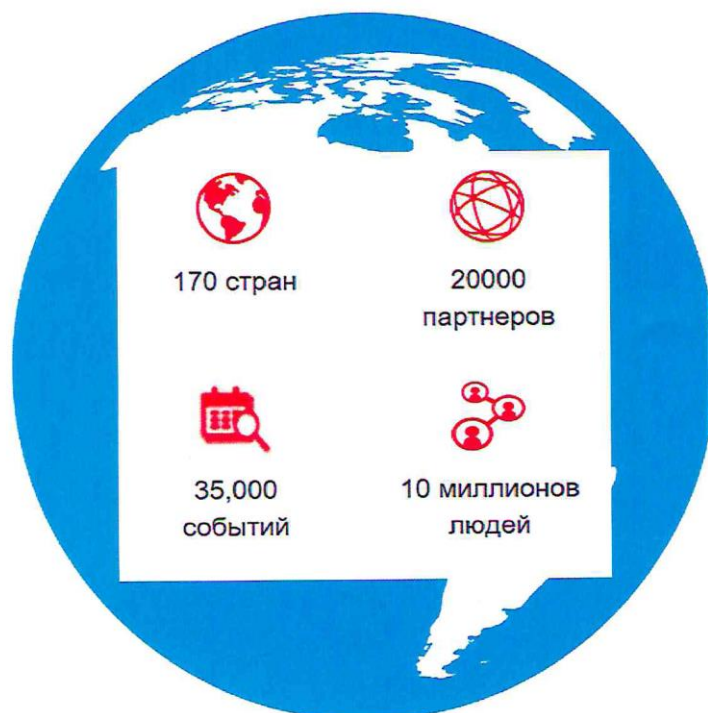 170 стран
20000
партнеров
35,000
событий
10 миллионов
людей